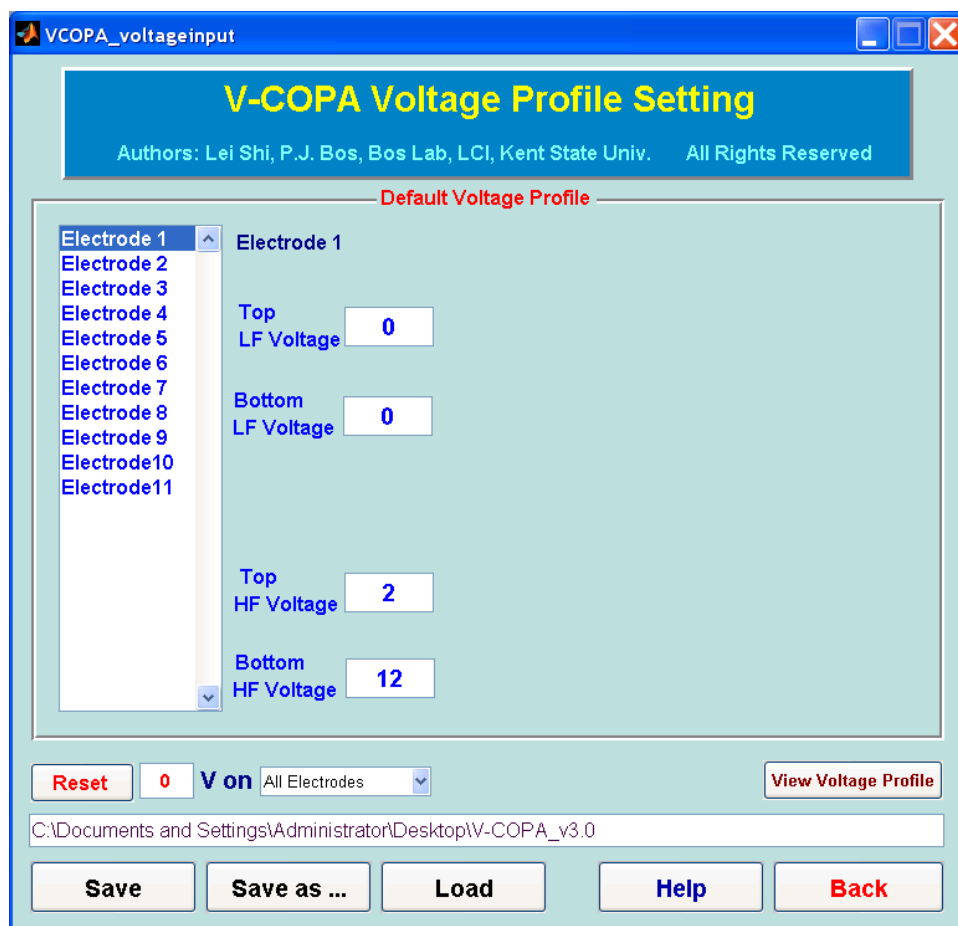 VCOPA_voltageinput
V-COPA Voltage Profile Setting
Authors: Lei Shi, P.J. Bos, Bos Lab, LCI, Kent State Univ. All Rights Reserved
Default Voltage Profile
Electrode 1
Electrode 2
Electrode 3
Electrode 4
Electrode 5
Electrode 6
Electrode 7
Electrode 8
Electrode 9
Electrode10
Electrode11
Electrode 1
Top
LF Voltage 0
Bottom
LF Voltage 0
Top
HF Voltage 2
Bottom
HF Voltage 12
Reset 0 V on All Electrodes View Voltage Profile
C:\Documents and Settings\Administrator\Desktop\V-COPA_v3.0
Save Save as ... Load Help Back